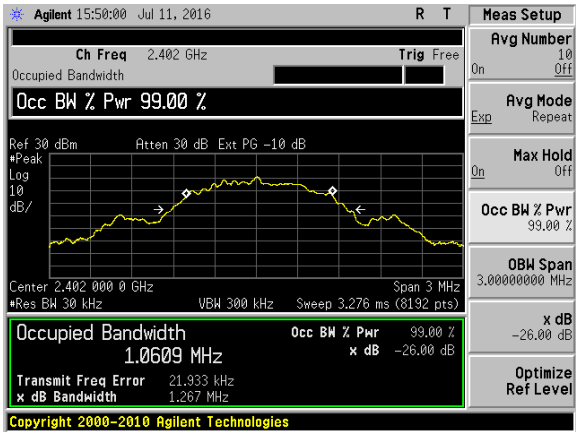 Agilent 15:50:00 Jul 11, 2016 R T
Ch Freq 2.402 GHz Trig Free
Occupied Bandwidth
Occ BW % Pwr 99.00 %
Ref 30 dBm Atten 30 dB Ext PG -10 dB
#Peak
Log
10
dB/
Center 2.402 000 0 GHz Span 3 MHz
#Res BW 30 kHz VBW 300 kHz Sweep 3.276 ms (8192 pts)
Occupied Bandwidth Occ BW % Pwr 99.00 %
1.0609 MHz x dB -26.00 dB
Transmit Freq Error 21.933 kHz
x dB Bandwidth 1.267 MHz
Copyright 2000-2010 Agilent Technologies
Meas Setup
Avg Number
10
On Off
Avg Mode
Exp Repeat
Max Hold
On Off
Occ BW % Pwr
99.00 %
OBW Span
3.00000000 MHz
x dB
-26.00 dB
Optimize
Ref Level